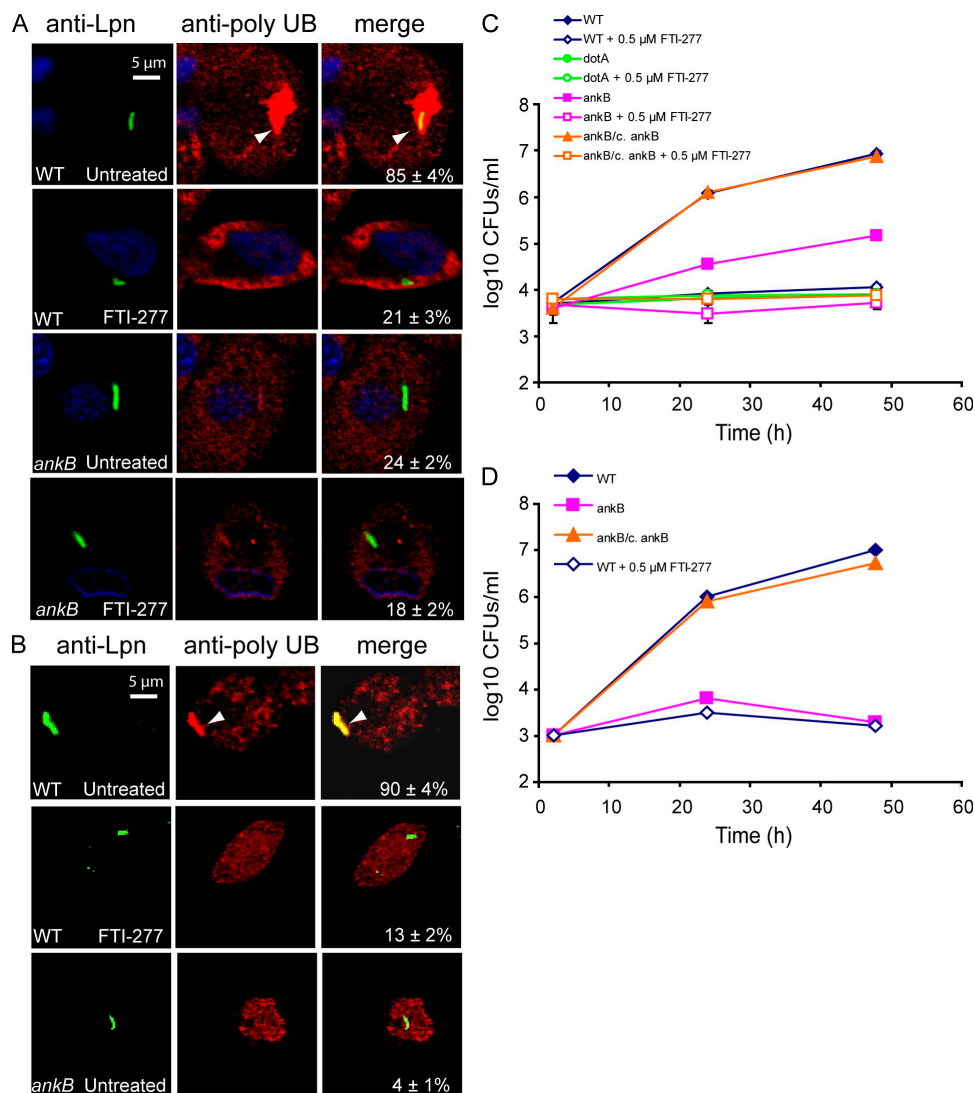 A
anti-Lpn anti-poly UB merge
5 µm
WT Untreated
85 ± 4%
WT FTI-277
21 ± 3%
ankB Untreated
24 ± 2%
ankB FTI-277
18 ± 2%
B
anti-Lpn anti-poly UB merge
5 µm
WT Untreated
90 ± 4%
WT FTI-277
13 ± 2%
ankB Untreated
4 ± 1%
C
WT
WT + 0.5 µM FTI-277
dotA
dotA + 0.5 µM FTI-277
ankB
ankB + 0.5 µM FTI-277
ankB/c. ankB
ankB/c. ankB + 0.5 µM FTI-277
log10 CFUs/ml
8
7
6
5
4
3
2
0 10 20 30 40 50 60
Time (h)
D
WT
ankB
ankB/c. ankB
WT + 0.5 µM FTI-277
log10 CFUs/ml
8
7
6
5
4
3
2
0 10 20 30 40 50 60
Time (h)